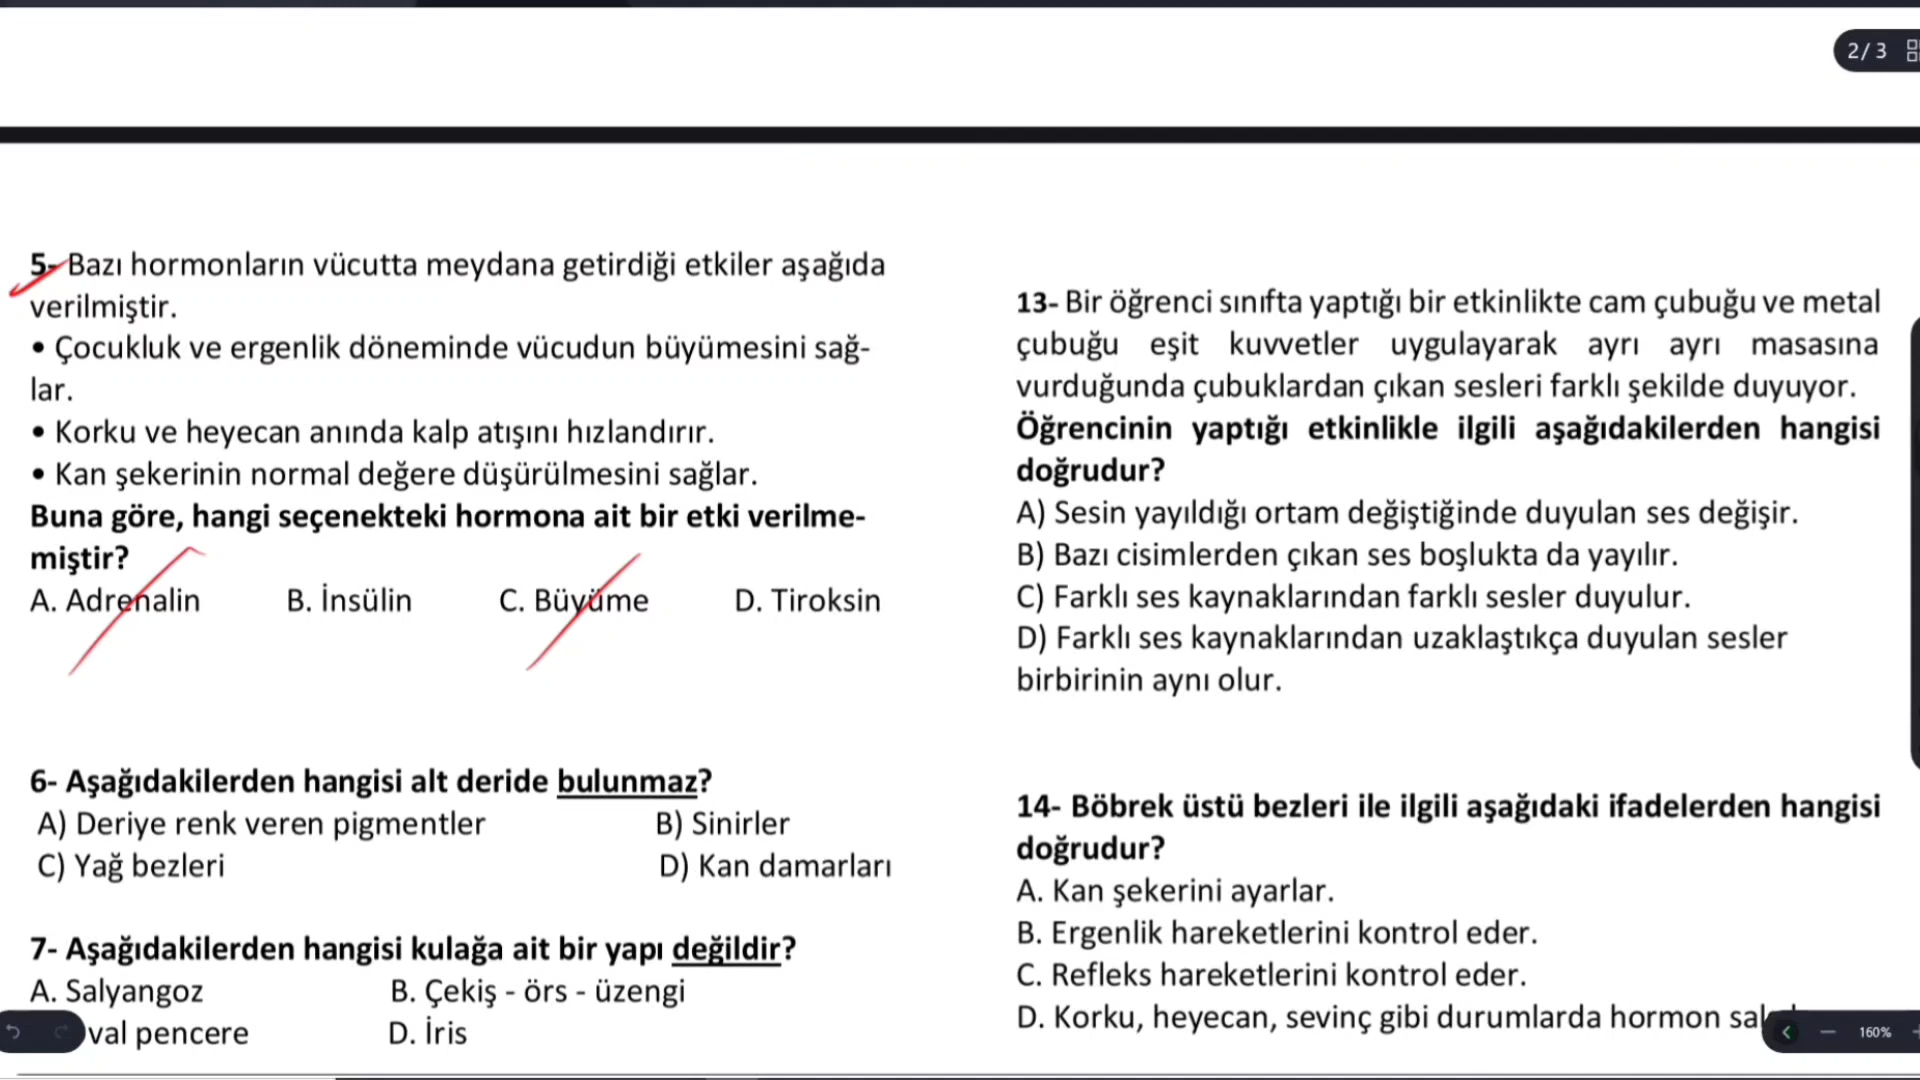 2/ 3
5- Bazı hormonların vücutta meydana getirdiği etkiler aşağıda
verilmiştir.
• Çocukluk ve ergenlik döneminde vücudun büyümesini sağ-
lar.
• Korku ve heyecan anında kalp atışını hızlandırır.
• Kan şekerinin normal değere düşürülmesini sağlar.
Buna göre, hangi seçenekteki hormona ait bir etki verilme-
miştir?
A. Adrenalin B. İnsülin C. Büyüme D. Tiroksin
6- Aşağıdakilerden hangisi alt deride bulunmaz?
A) Deriye renk veren pigmentler B) Sinirler
C) Yağ bezleri D) Kan damarları
7- Aşağıdakilerden hangisi kulağa ait bir yapı değildir?
A. Salyangoz B. Çekiş - örs - üzengi
val pencere D. İris
13- Bir öğrenci sınıfta yaptığı bir etkinlikte cam çubuğu ve metal
çubuğu eşit kuvvetler uygulayarak ayrı ayrı masasına
vurduğunda çubuklardan çıkan sesleri farklı şekilde duyuyor.
Öğrencinin yaptığı etkinlikle ilgili aşağıdakilerden hangisi
doğrudur?
A) Sesin yayıldığı ortam değiştiğinde duyulan ses değişir.
B) Bazı cisimlerden çıkan ses boşlukta da yayılır.
C) Farklı ses kaynaklarından farklı sesler duyulur.
D) Farklı ses kaynaklarından uzaklaştıkça duyulan sesler
birbirinin aynı olur.
14- Böbrek üstü bezleri ile ilgili aşağıdaki ifadelerden hangisi
doğrudur?
A. Kan şekerini ayarlar.
B. Ergenlik hareketlerini kontrol eder.
C. Refleks hareketlerini kontrol eder.
D. Korku, heyecan, sevinç gibi durumlarda hormon
160%